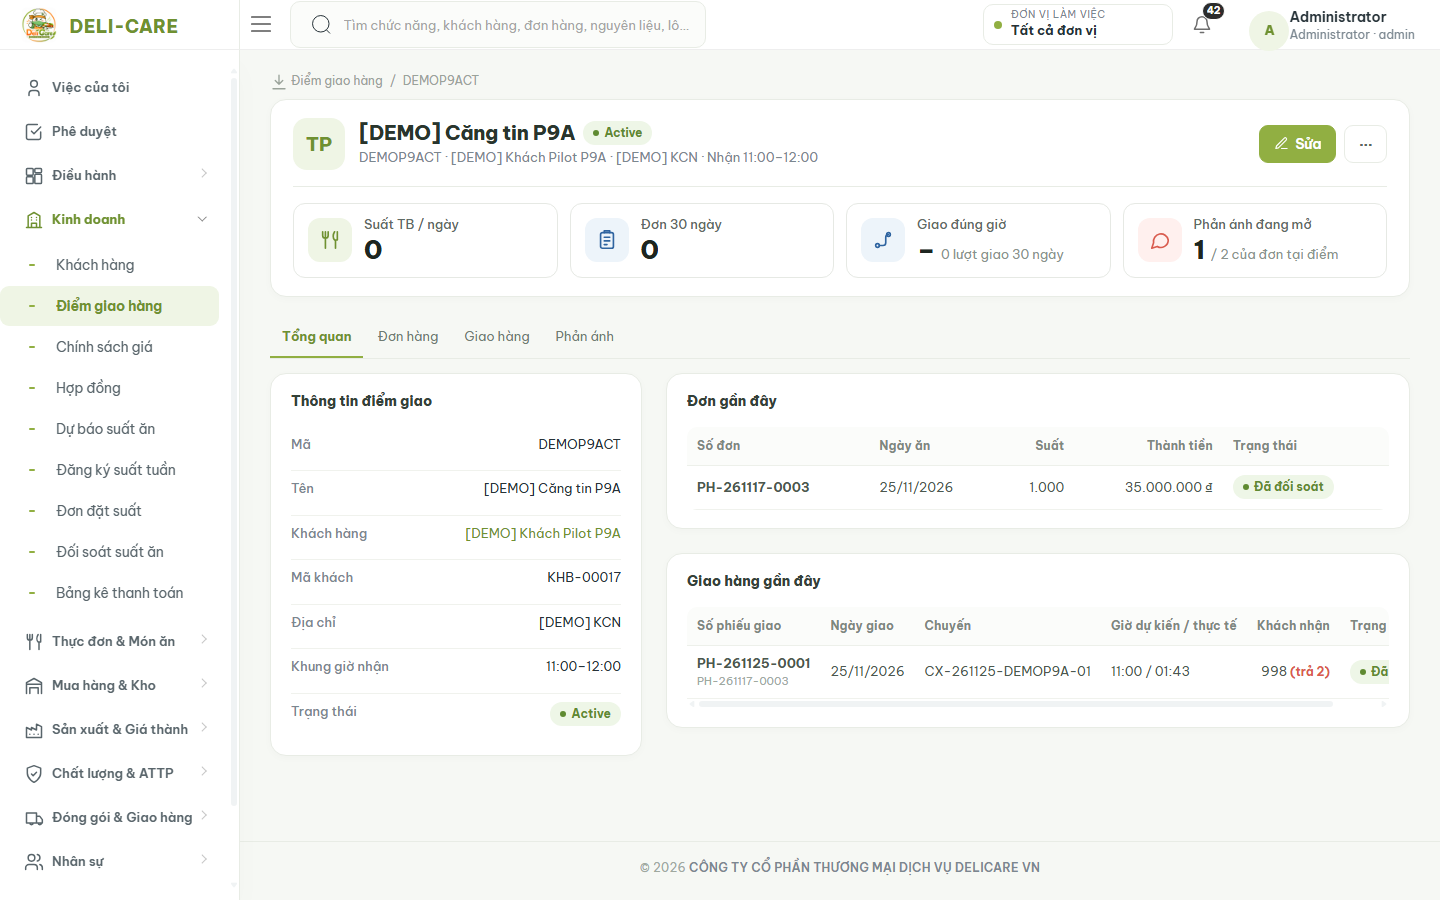 DELI-CARE
Tìm chức năng, khách hàng, đơn hàng, nguyên liệu, lô...
ĐƠN VỊ LÀM VIỆC
Tất cả đơn vị
42
A
Administrator
Administrator · admin
Việc của tôi
Phê duyệt
Điều hành
Kinh doanh
- Khách hàng
- Điểm giao hàng
- Chính sách giá
- Hợp đồng
- Dự báo suất ăn
- Đăng ký suất tuần
- Đơn đặt suất
- Đối soát suất ăn
- Bảng kê thanh toán
Thực đơn & Món ăn
Mua hàng & Kho
Sản xuất & Giá thành
Chất lượng & ATTP
Đóng gói & Giao hàng
Nhân sự
Điểm giao hàng / DEMOP9ACT
TP
[DEMO] Căng tin P9A
Active
DEMOP9ACT · [DEMO] Khách Pilot P9A · [DEMO] KCN · Nhận 11:00–12:00
Sửa
...
Suất TB / ngày
0
Đơn 30 ngày
0
Giao đúng giờ
– 0 lượt giao 30 ngày
Phản ánh đang mở
1 / 2 của đơn tại điểm
Tổng quan
Đơn hàng
Giao hàng
Phản ánh
Thông tin điểm giao
Mã DEMOP9ACT
Tên [DEMO] Căng tin P9A
Khách hàng [DEMO] Khách Pilot P9A
Mã khách KHB-00017
Địa chỉ [DEMO] KCN
Khung giờ nhận 11:00–12:00
Trạng thái Active
Đơn gần đây
Số đơn Ngày ăn Suất Thành tiền Trạng thái
PH-261117-0003 25/11/2026 1.000 35.000.000 ₫ Đã đối soát
Giao hàng gần đây
Số phiếu giao Ngày giao Chuyến Giờ dự kiến / thực tế Khách nhận Trạng
PH-261125-0001 25/11/2026 CX-261125-DEMOP9A-01 11:00 / 01:43 998 (trả 2) Đã
PH-261117-0003
© 2026 CÔNG TY CỔ PHẦN THƯƠNG MẠI DỊCH VỤ DELICARE VN